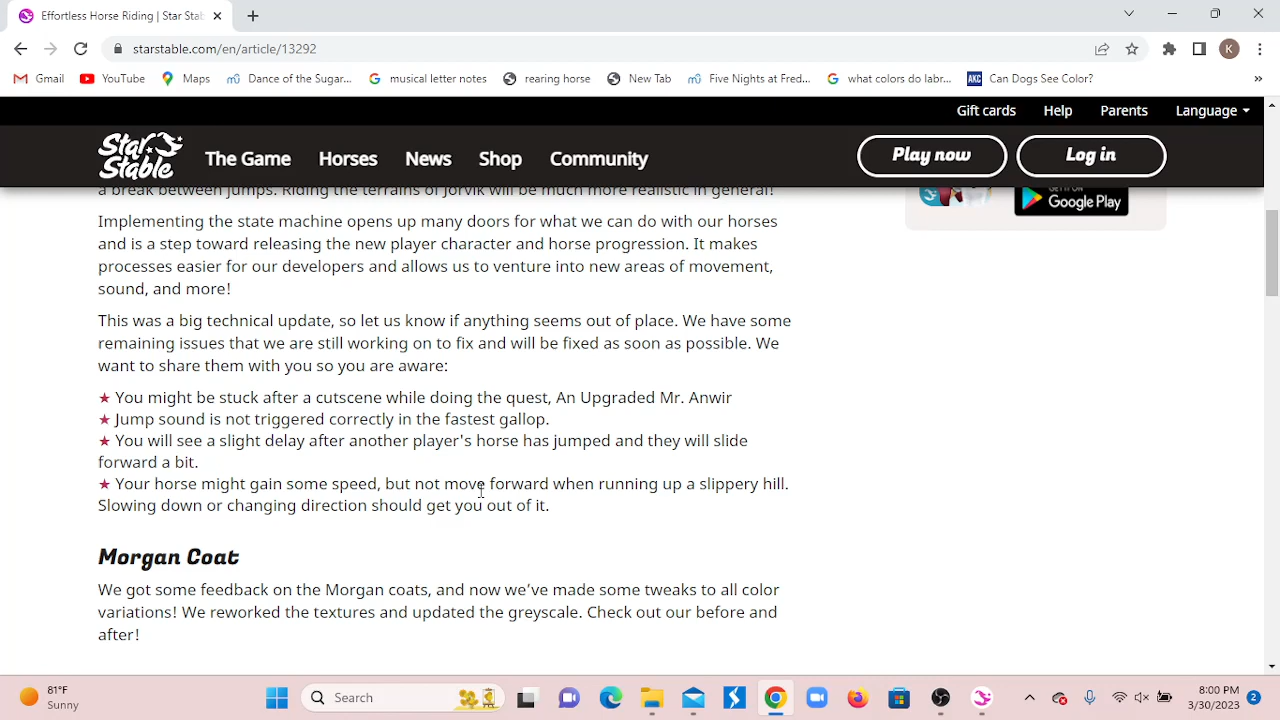 Effortless Horse Riding | Star Stab
starstable.com/en/article/13292
K
Gmail YouTube Maps Dance of the Sugar... musical letter notes rearing horse New Tab Five Nights at Fred... what colors do labr... AKC Can Dogs See Color? »
Gift cards Help Parents Language
Star Stable The Game Horses News Shop Community Play now Log in
a break between jumps. Riding the terrains of Jorvik will be much more realistic in general!
GET IT ON
Google Play
Implementing the state machine opens up many doors for what we can do with our horses
and is a step toward releasing the new player character and horse progression. It makes
processes easier for our developers and allows us to venture into new areas of movement,
sound, and more!
This was a big technical update, so let us know if anything seems out of place. We have some
remaining issues that we are still working on to fix and will be fixed as soon as possible. We
want to share them with you so you are aware:
★ You might be stuck after a cutscene while doing the quest, An Upgraded Mr. Anwir
★ Jump sound is not triggered correctly in the fastest gallop.
★ You will see a slight delay after another player's horse has jumped and they will slide
forward a bit.
★ Your horse might gain some speed, but not move forward when running up a slippery hill.
Slowing down or changing direction should get you out of it.
Morgan Coat
We got some feedback on the Morgan coats, and now we’ve made some tweaks to all color
variations! We reworked the textures and updated the greyscale. Check out our before and
after!
81°F
Sunny
Search
8:00 PM
3/30/2023
2